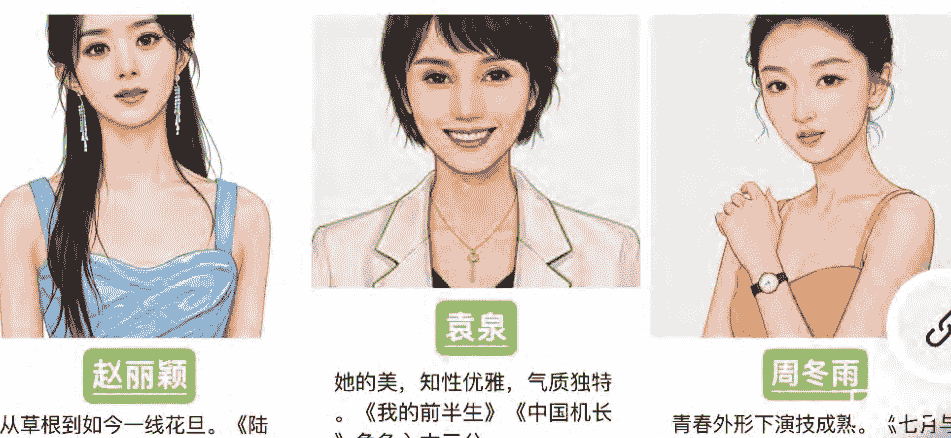 赵丽颖
从草根到如今一线花旦。《陆
袁泉
她的美，知性优雅，气质独特
。《我的前半生》《中国机长
周冬雨
青春外形下演技成熟。《七月与